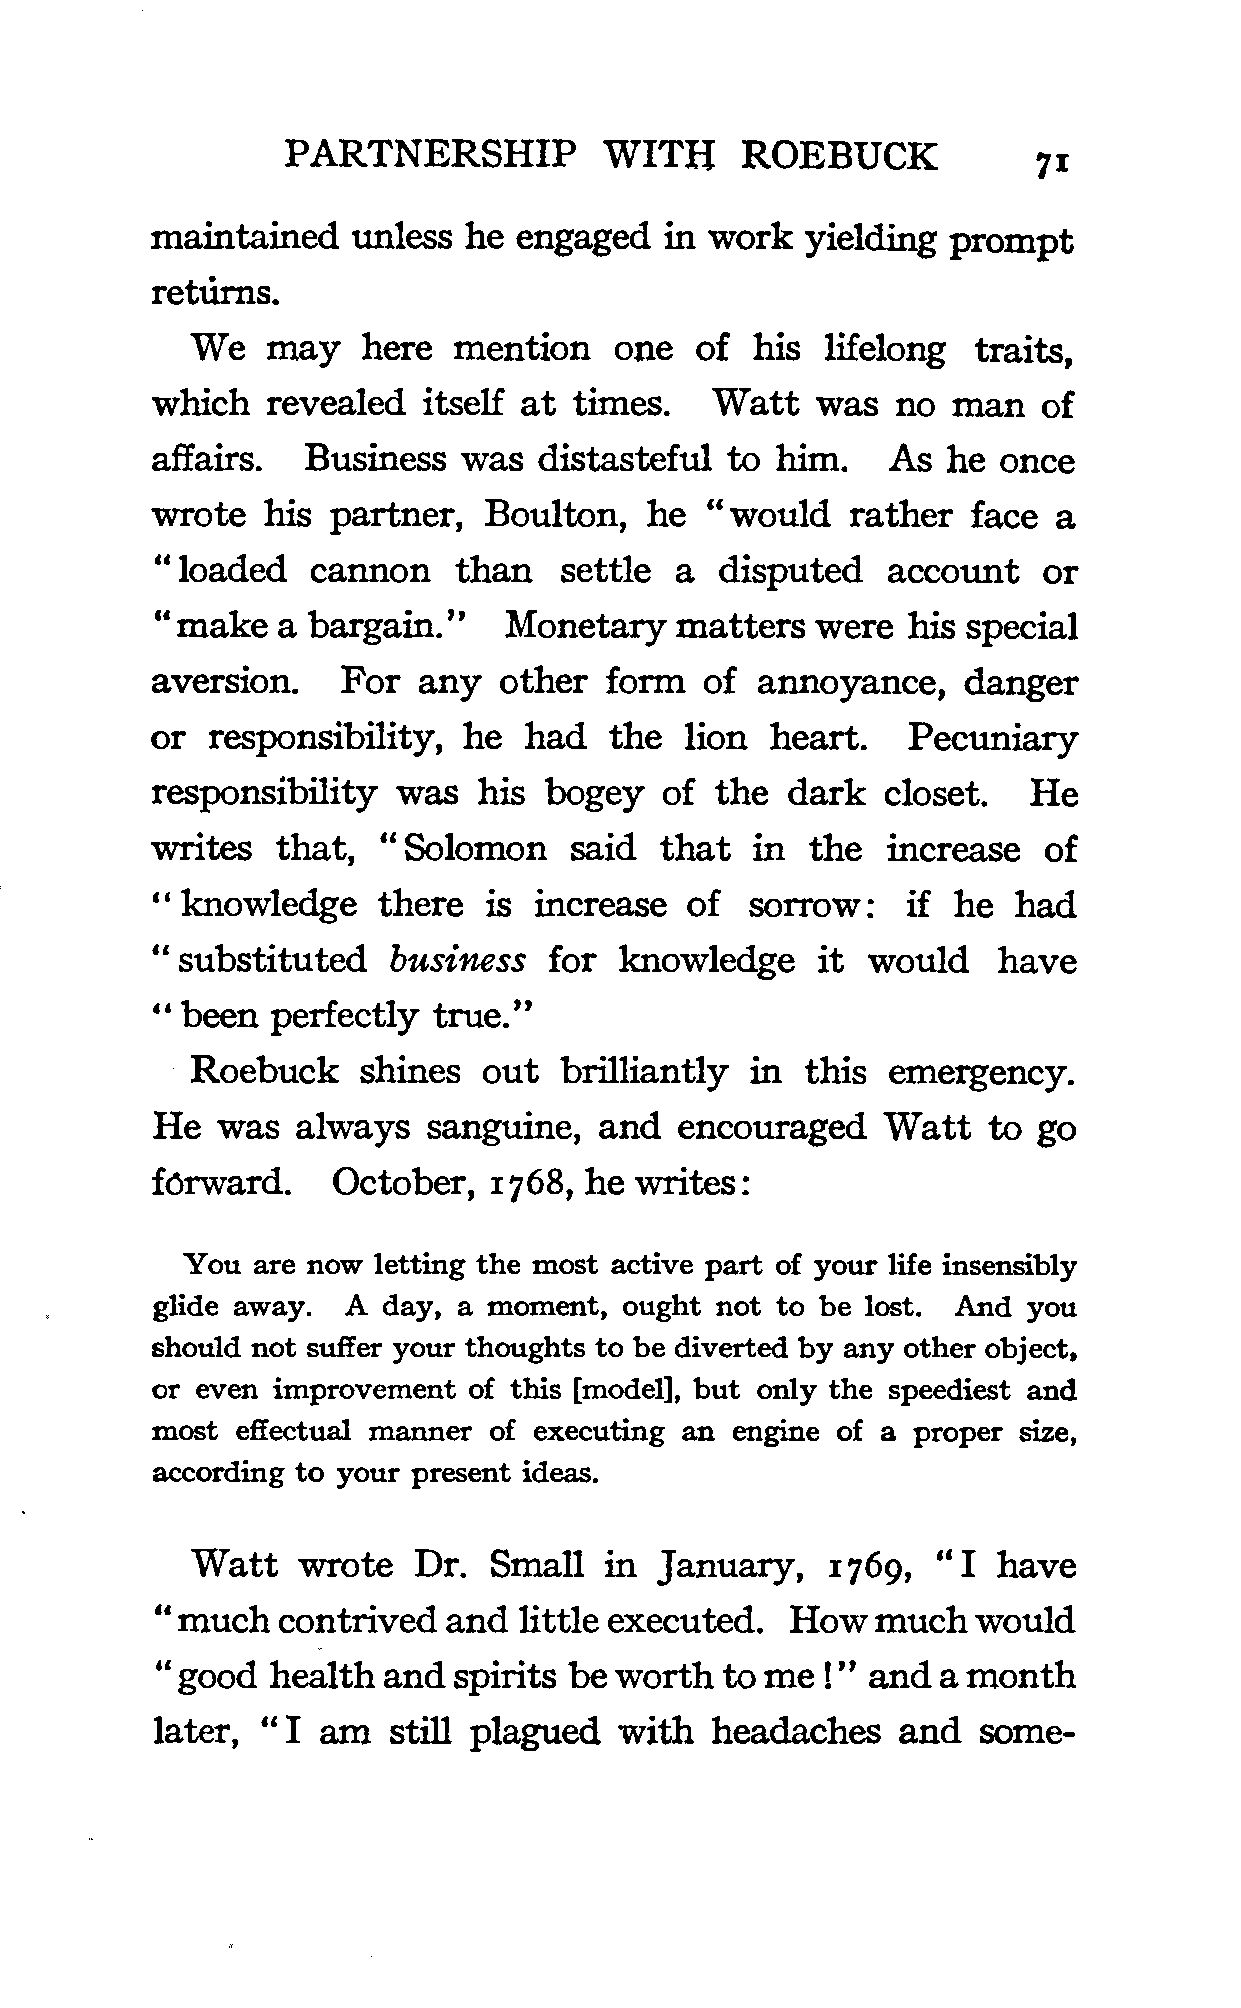 PARTNERSHIP WITH ROEBUCK 71
maintained unless he engaged in work yielding prompt
returns.
We may here mention one of his lifelong traits,
which revealed itself at times. Watt was no man of
affairs. Business was distasteful to him. As he once
wrote his partner, Boulton, he "would rather face a
"loaded cannon than settle a disputed account or
"make a bargain." Monetary matters were his special
aversion. For any other form of annoyance, danger
or responsibility, he had the lion heart. Pecuniary
responsibility was his bogey of the dark closet. He
writes that, "Solomon said that in the increase of
"knowledge there is increase of sorrow: if he had
"substituted business for knowledge it would have
"been perfectly true."
Roebuck shines out brilliantly in this emergency.
He was always sanguine, and encouraged Watt to go
forward. October, 1768, he writes:
You are now letting the most active part of your life insensibly
glide away. A day, a moment, ought not to be lost. And you
should not suffer your thoughts to be diverted by any other object,
or even improvement of this [model], but only the speediest and
most effectual manner of executing an engine of a proper size,
according to your present ideas.
Watt wrote Dr. Small in January, 1769, "I have
"much contrived and little executed. How much would
"good health and spirits be worth to me!" and a month
later, "I am still plagued with headaches and some-